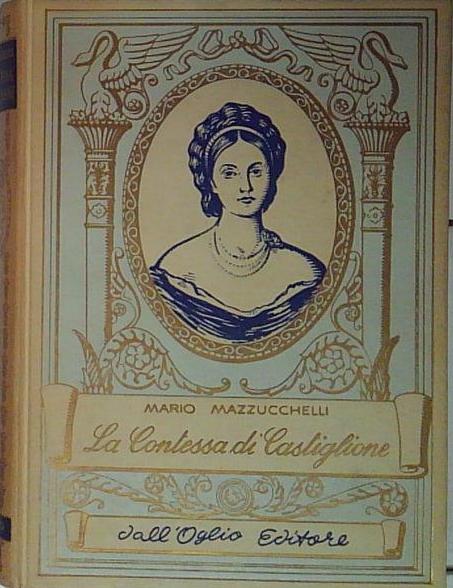 MARIO MAZZUCCHELLI
La Contessa di Castiglione
dall'Oglio Editore